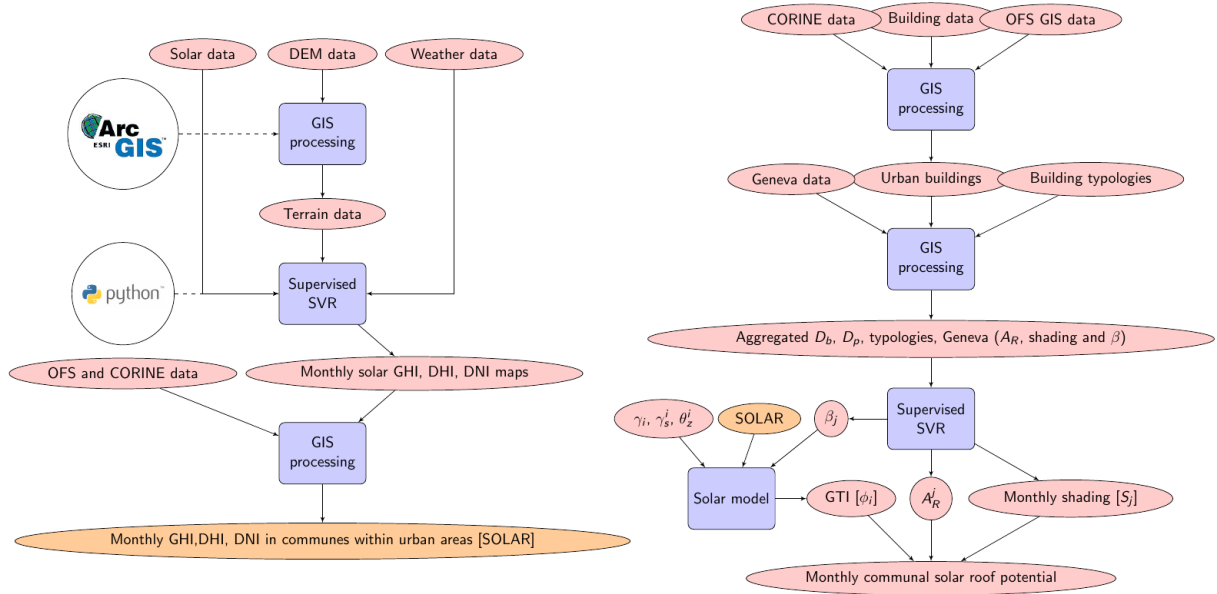 Solar data
DEM data
Weather data
Arc
ESRI GIS™
GIS
processing
Terrain data
python™
Supervised
SVR
OFS and CORINE data
Monthly solar GHI, DHI, DNI maps
GIS
processing
Monthly GHI,DHI, DNI in communes within urban areas [SOLAR]
CORINE data
Building data
OFS GIS data
GIS
processing
Geneva data
Urban buildings
Building typologies
GIS
processing
Aggregated D_b, D_p, typologies, Geneva (A_R, shading and β)
Supervised
SVR
γ_i, γ_s^i, θ_z^i
SOLAR
β_j
Solar model
GTI [ϕ_i]
A_R^j
Monthly shading [S_j]
Monthly communal solar roof potential